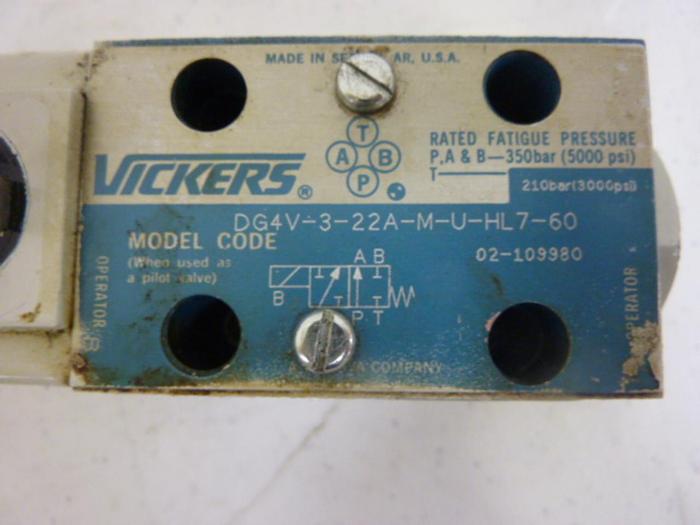 MADE IN AR, U.S.A.
T
A B
P
VICKERS®
RATED FATIGUE PRESSURE
P,A & B—350bar (5000 psi)
T—
210bar(3000psi)
DG4V-3-22A-M-U-HL7-60
MODEL CODE
(When used as
a pilot valve)
02-109980
A B
B
P T
OPERATOR B
OPERATOR
COMPANY